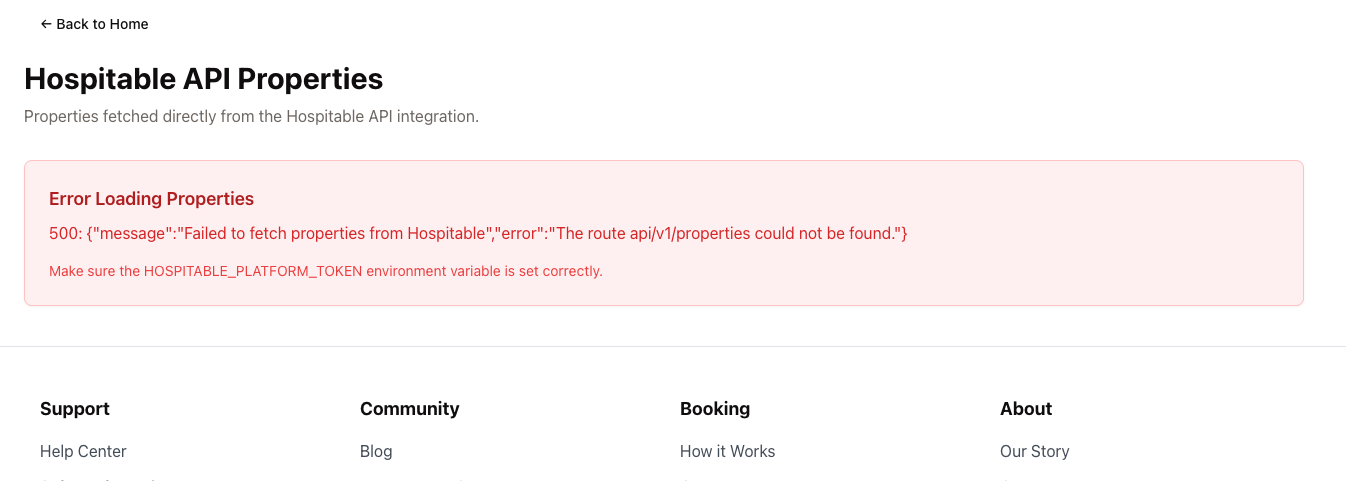 ← Back to Home
Hospitable API Properties
Properties fetched directly from the Hospitable API integration.
Error Loading Properties
500: {"message":"Failed to fetch properties from Hospitable","error":"The route api/v1/properties could not be found."}
Make sure the HOSPITABLE_PLATFORM_TOKEN environment variable is set correctly.
Support
Community
Booking
About
Help Center
Blog
How it Works
Our Story